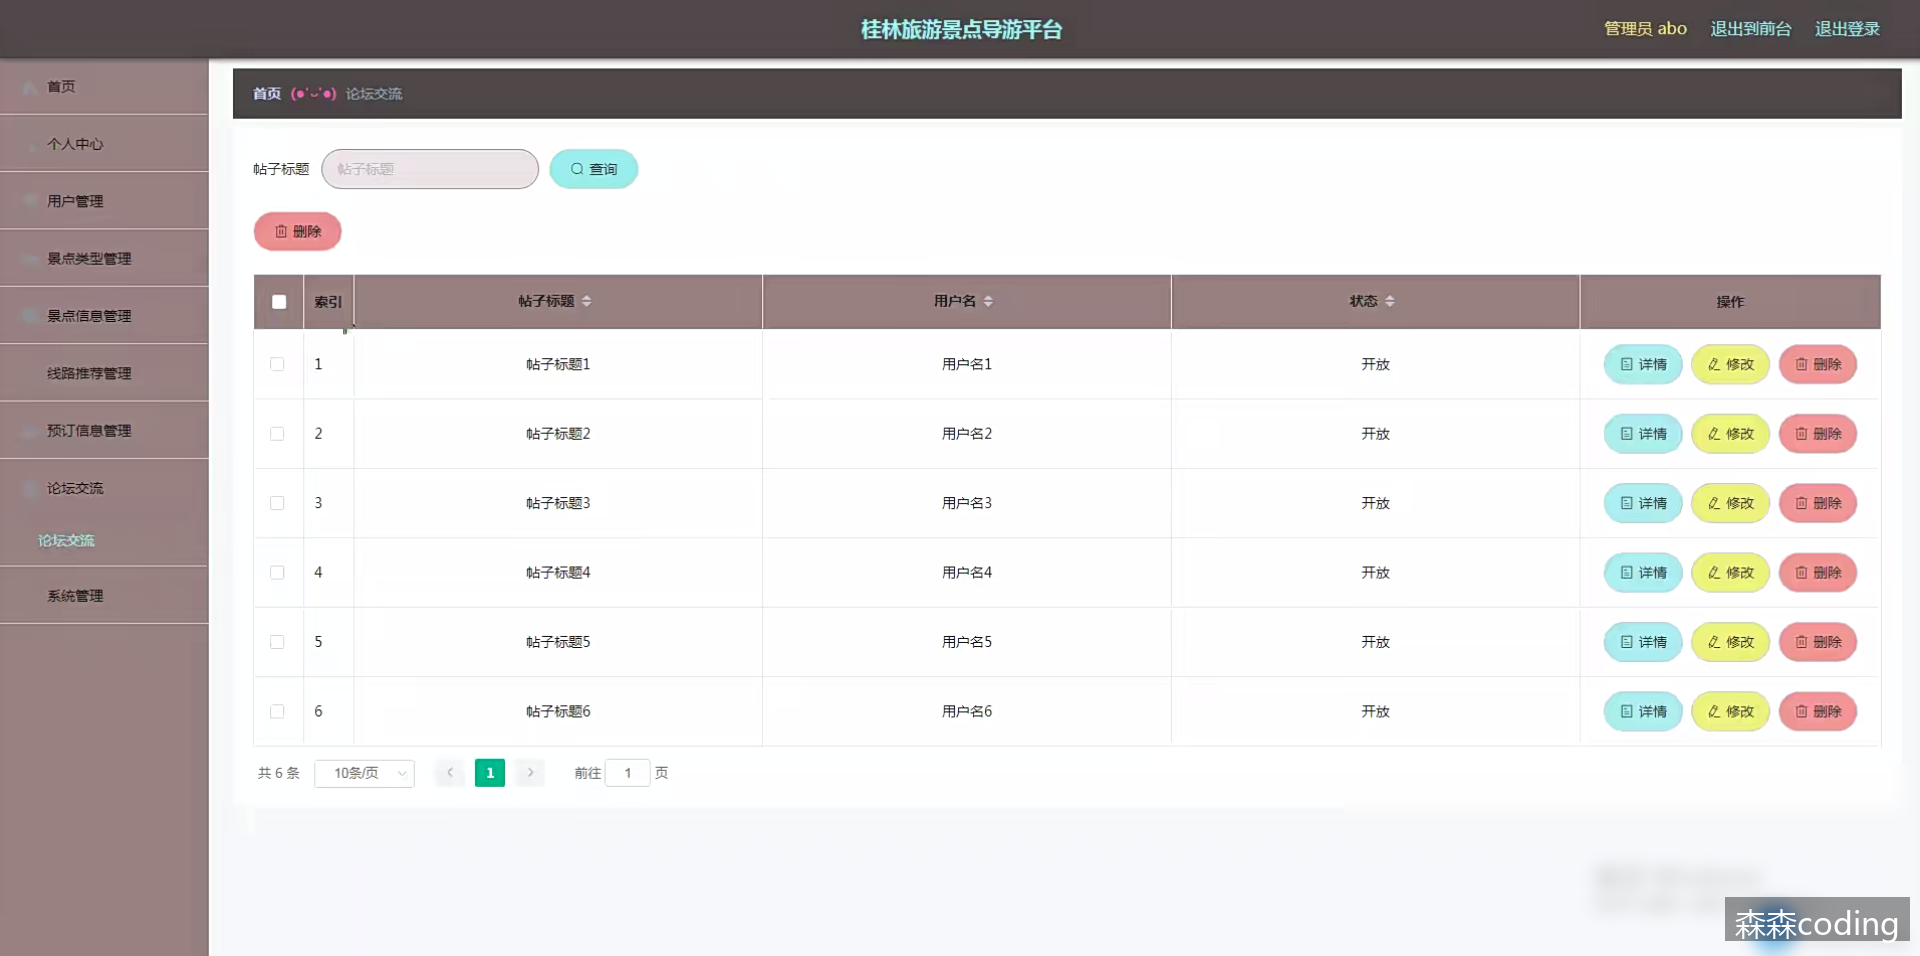 桂林旅游景点导游平台
管理员 abo 退出到前台 退出登录
首页
个人中心
用户管理
景点类型管理
景点信息管理
线路推荐管理
预订信息管理
论坛交流
论坛交流
系统管理
首页 (●'◡'●) 论坛交流
帖子标题 帖子标题 查询
删除
索引 帖子标题 用户名 状态 操作
1 帖子标题1 用户名1 开放 详情 修改 删除
2 帖子标题2 用户名2 开放 详情 修改 删除
3 帖子标题3 用户名3 开放 详情 修改 删除
4 帖子标题4 用户名4 开放 详情 修改 删除
5 帖子标题5 用户名5 开放 详情 修改 删除
6 帖子标题6 用户名6 开放 详情 修改 删除
共 6 条 10条/页 1 前往 1 页
森森coding